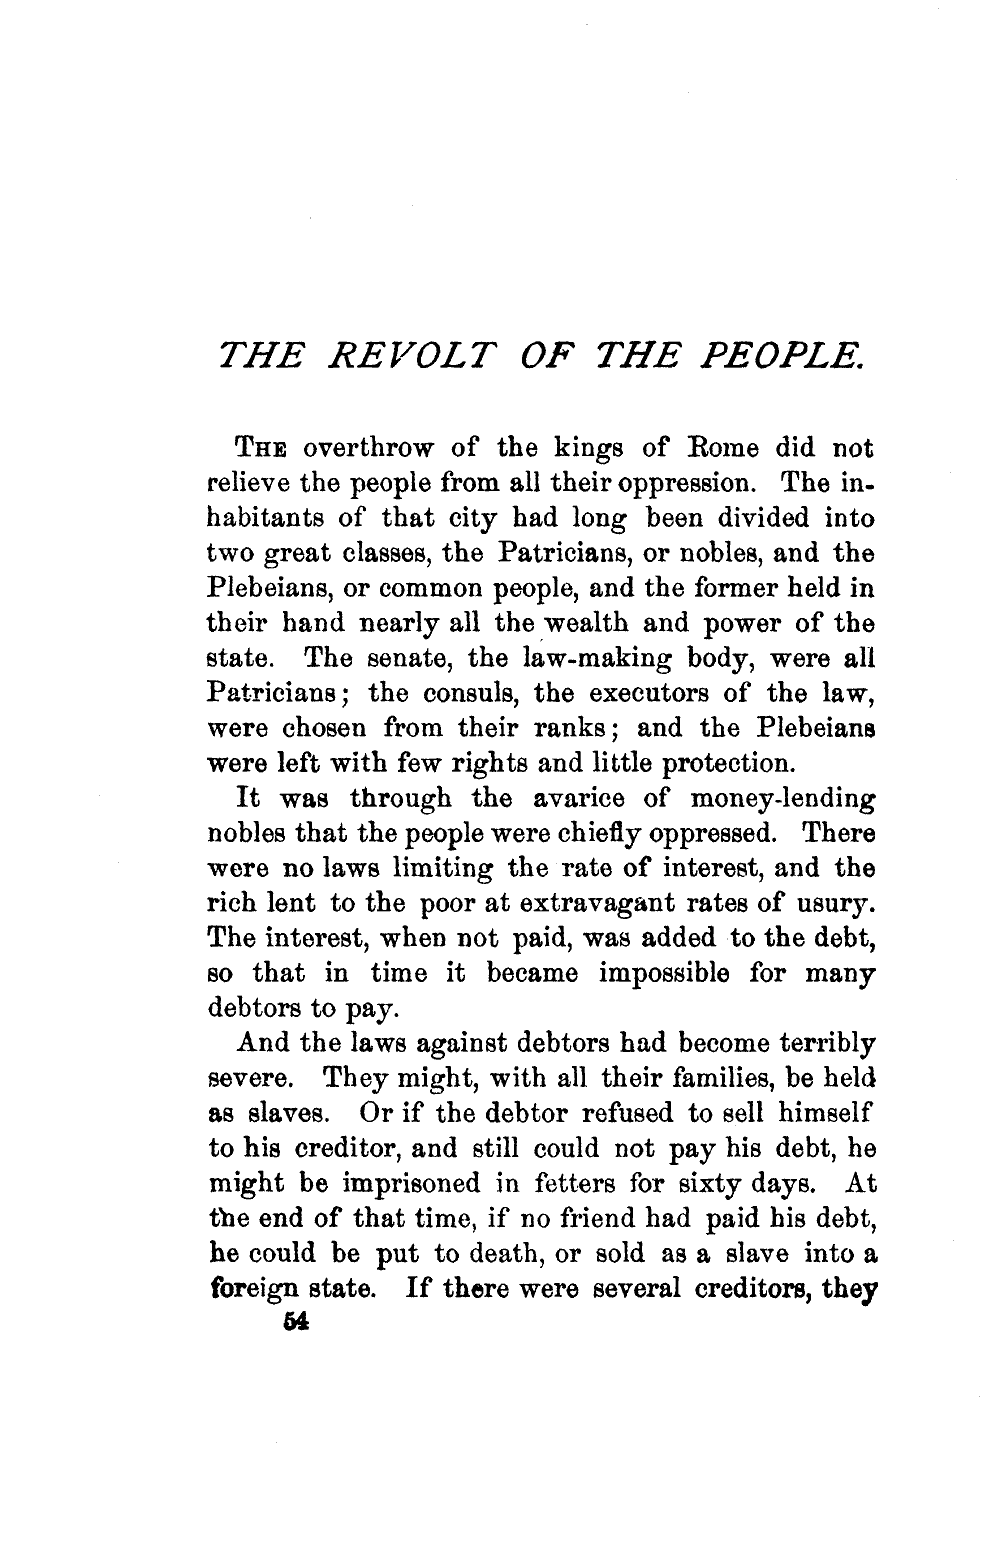 THE REVOLT OF THE PEOPLE.
THE overthrow of the kings of Rome did not
relieve the people from all their oppression. The in-
habitants of that city had long been divided into
two great classes, the Patricians, or nobles, and the
Plebeians, or common people, and the former held in
their hand nearly all the wealth and power of the
state. The senate, the law-making body, were all
Patricians; the consuls, the executors of the law,
were chosen from their ranks; and the Plebeians
were left with few rights and little protection.
It was through the avarice of money-lending
nobles that the people were chiefly oppressed. There
were no laws limiting the rate of interest, and the
rich lent to the poor at extravagant rates of usury.
The interest, when not paid, was added to the debt,
so that in time it became impossible for many
debtors to pay.
And the laws against debtors had become terribly
severe. They might, with all their families, be held
as slaves. Or if the debtor refused to sell himself
to his creditor, and still could not pay his debt, he
might be imprisoned in fetters for sixty days. At
the end of that time, if no friend had paid his debt,
he could be put to death, or sold as a slave into a
foreign state. If there were several creditors, they
54